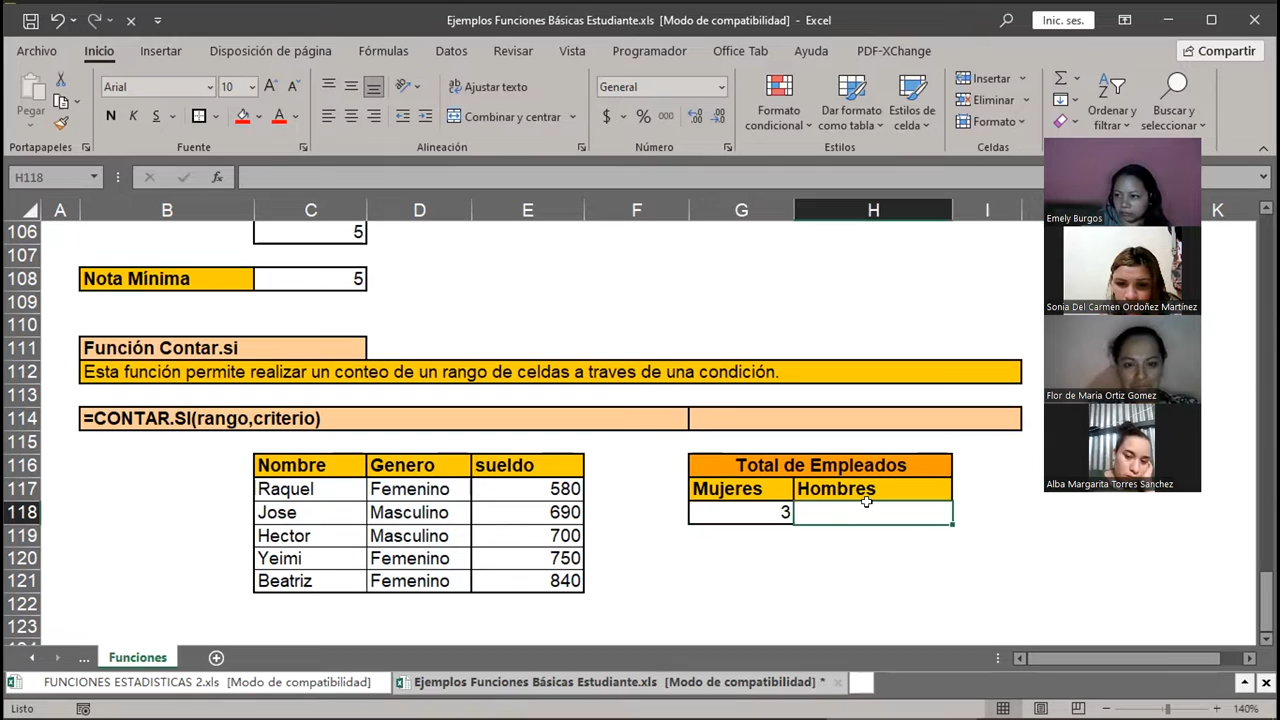 Ejemplos Funciones Básicas Estudiante.xls [Modo de compatibilidad] - Excel
Inic. ses.
Archivo Inicio Insertar Disposición de página Fórmulas Datos Revisar Vista Programador Office Tab Ayuda PDF-XChange
Compartir
Pegar
Portapapeles
Arial 10
N K S
Fuente
Ajustar texto
Combinar y centrar
Alineación
General
$ % 000
Número
Formato condicional
Dar formato como tabla
Estilos de celda
Estilos
Insertar
Eliminar
Formato
Celdas
Ordenar y filtrar
Buscar y seleccionar
H118
fx
A B C D E F G H I K
106 5
107
108 Nota Mínima 5
109
110
111 Función Contar.si
112 Esta función permite realizar un conteo de un rango de celdas a traves de una condición.
113
114 =CONTAR.SI(rango,criterio)
115
116 Nombre Genero sueldo Total de Empleados
117 Raquel Femenino 580 Mujeres Hombres
118 Jose Masculino 690 3
119 Hector Masculino 700
120 Yeimi Femenino 750
121 Beatriz Femenino 840
122
123
Emely Burgos
Sonia Del Carmen Ordoñez Martínez
Flor de Maria Ortiz Gomez
Alba Margarita Torres Sanchez
... Funciones
FUNCIONES ESTADISTICAS 2.xls [Modo de compatibilidad]
Ejemplos Funciones Básicas Estudiante.xls [Modo de compatibilidad] *
Listo
140%